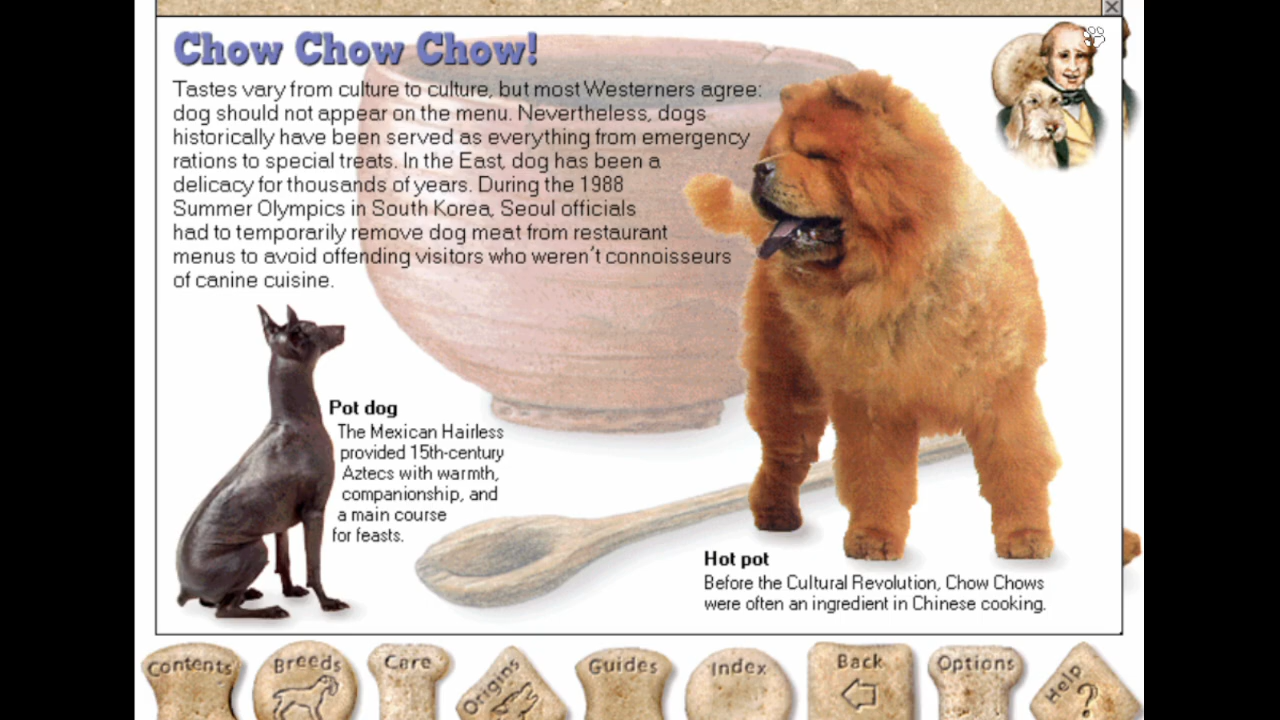 Chow Chow Chow!
Tastes vary from culture to culture, but most Westerners agree:
dog should not appear on the menu. Nevertheless, dogs
historically have been served as everything from emergency
rations to special treats. In the East, dog has been a
delicacy for thousands of years. During the 1988
Summer Olympics in South Korea, Seoul officials
had to temporarily remove dog meat from restaurant
menus to avoid offending visitors who weren't connoisseurs
of canine cuisine.
Pot dog
The Mexican Hairless
provided 15th-century
Aztecs with warmth,
companionship, and
a main course
for feasts.
Hot pot
Before the Cultural Revolution, Chow Chows
were often an ingredient in Chinese cooking.
Contents
Breeds
Care
Origins
Guides
Index
Back
Options
Help
?